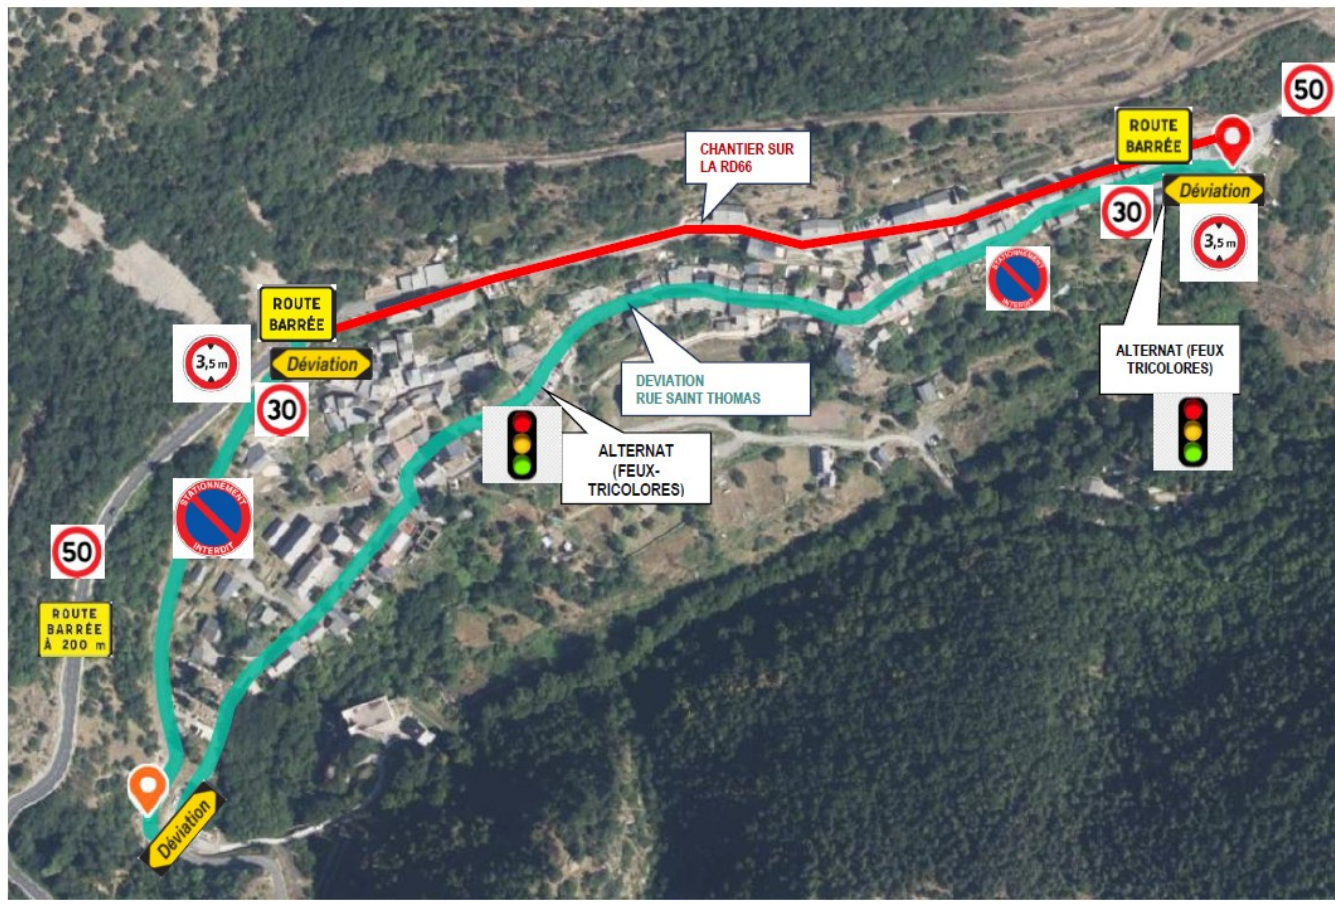 50
ROUTE
BARRÉE
CHANTIER SUR
LA RD66
Déviation
30
3,5 m
STATIONNEMENT
INTERDIT
ROUTE
BARRÉE
3,5 m
Déviation
30
ALTERNAT (FEUX
TRICOLORES)
DEVIATION
RUE SAINT THOMAS
ALTERNAT
(FEUX-
TRICOLORES)
STATIONNEMENT
INTERDIT
50
ROUTE
BARRÉE
À 200 m
Déviation